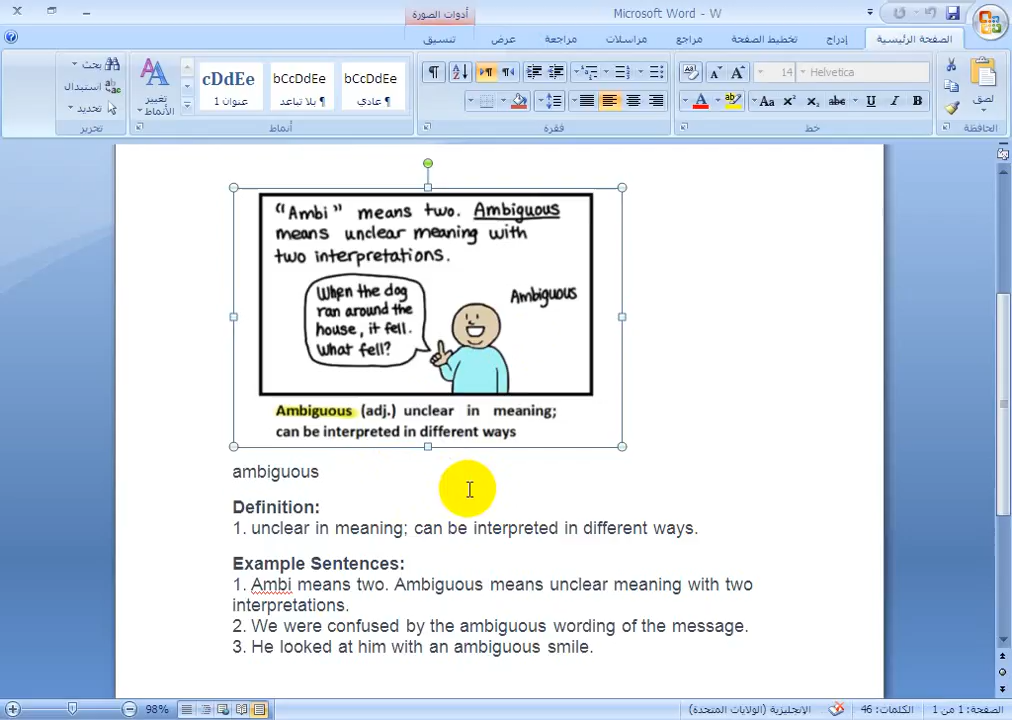 أدوات الصورة
Microsoft Word - W
الصفحة الرئيسية
إدراج
تخطيط الصفحة
مراجع
مراسلات
مراجعة
عرض
تنسيق
لصق
الحافظة
Helvetica
14
خط
فقرة
عادي ¶
بلا تباعد ¶
عنوان 1
bCcDdEe
bCcDdEe
cDdEe
تغيير الأنماط
أنماط
بحث
استبدال
تحديد
تحرير
"Ambi" means two. Ambiguous
means unclear meaning with
two interpretations.
When the dog
ran around the
house, it fell.
What fell?
Ambiguous
Ambiguous (adj.) unclear in meaning;
can be interpreted in different ways
ambiguous
Definition:
1. unclear in meaning; can be interpreted in different ways.
Example Sentences:
1. Ambi means two. Ambiguous means unclear meaning with two
interpretations.
2. We were confused by the ambiguous wording of the message.
3. He looked at him with an ambiguous smile.
الصفحة: 1 من 1
الكلمات: 46
الإنجليزية (الولايات المتحدة)
98%